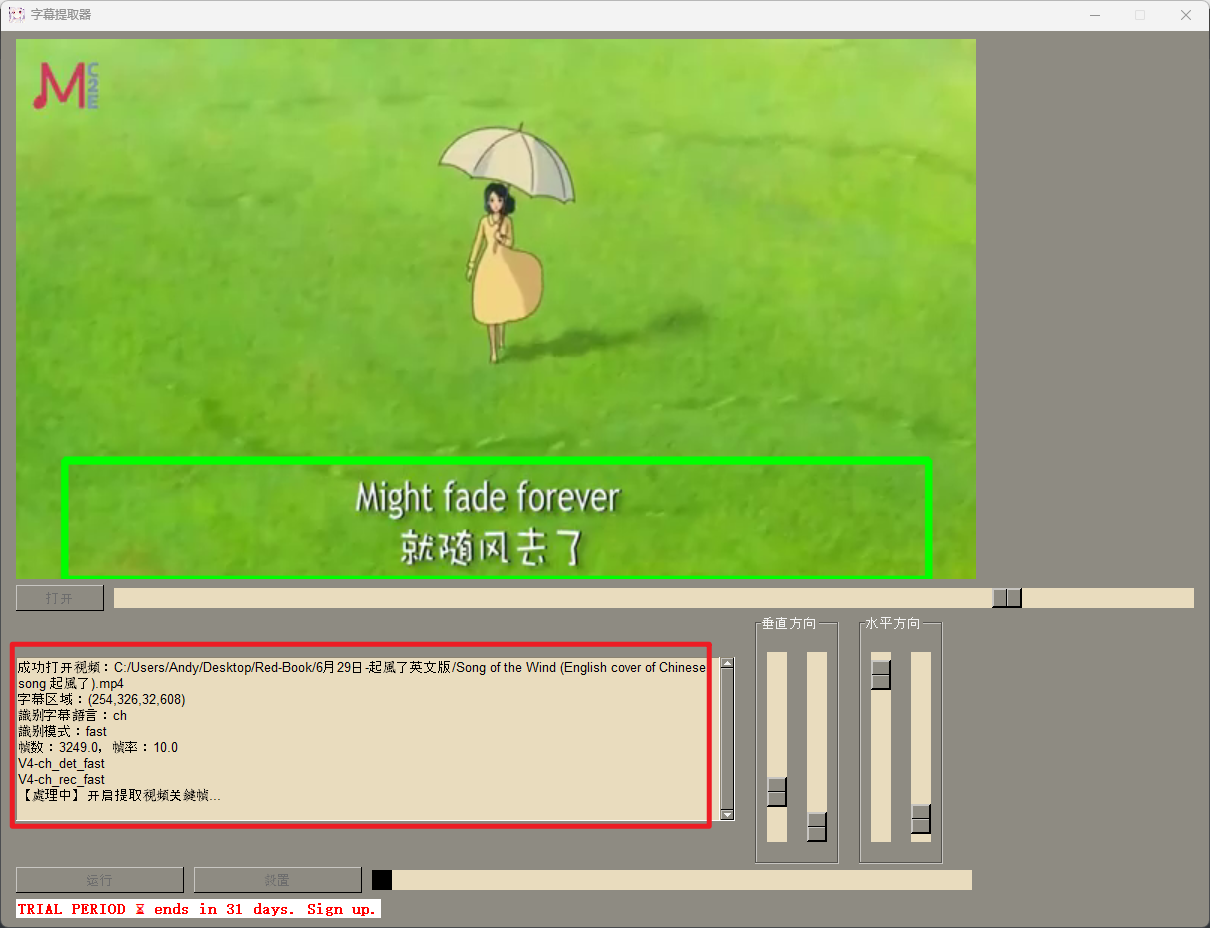 字幕提取器
M C2E
Might fade forever
就随风去了
打开
垂直方向
水平方向
成功打开视頻：C:/Users/Andy/Desktop/Red-Book/6月29日-起風了英文版/Song of the Wind (English cover of Chinese
song 起風了).mp4
字幕区域：(254,326,32,608)
識别字幕語言：ch
識别模式：fast
幀数：3249.0，幀率：10.0
V4-ch_det_fast
V4-ch_rec_fast
【處理中】开启提取視頻关鍵幀...
运行
设置
TRIAL PERIOD ⏳ ends in 31 days. Sign up.